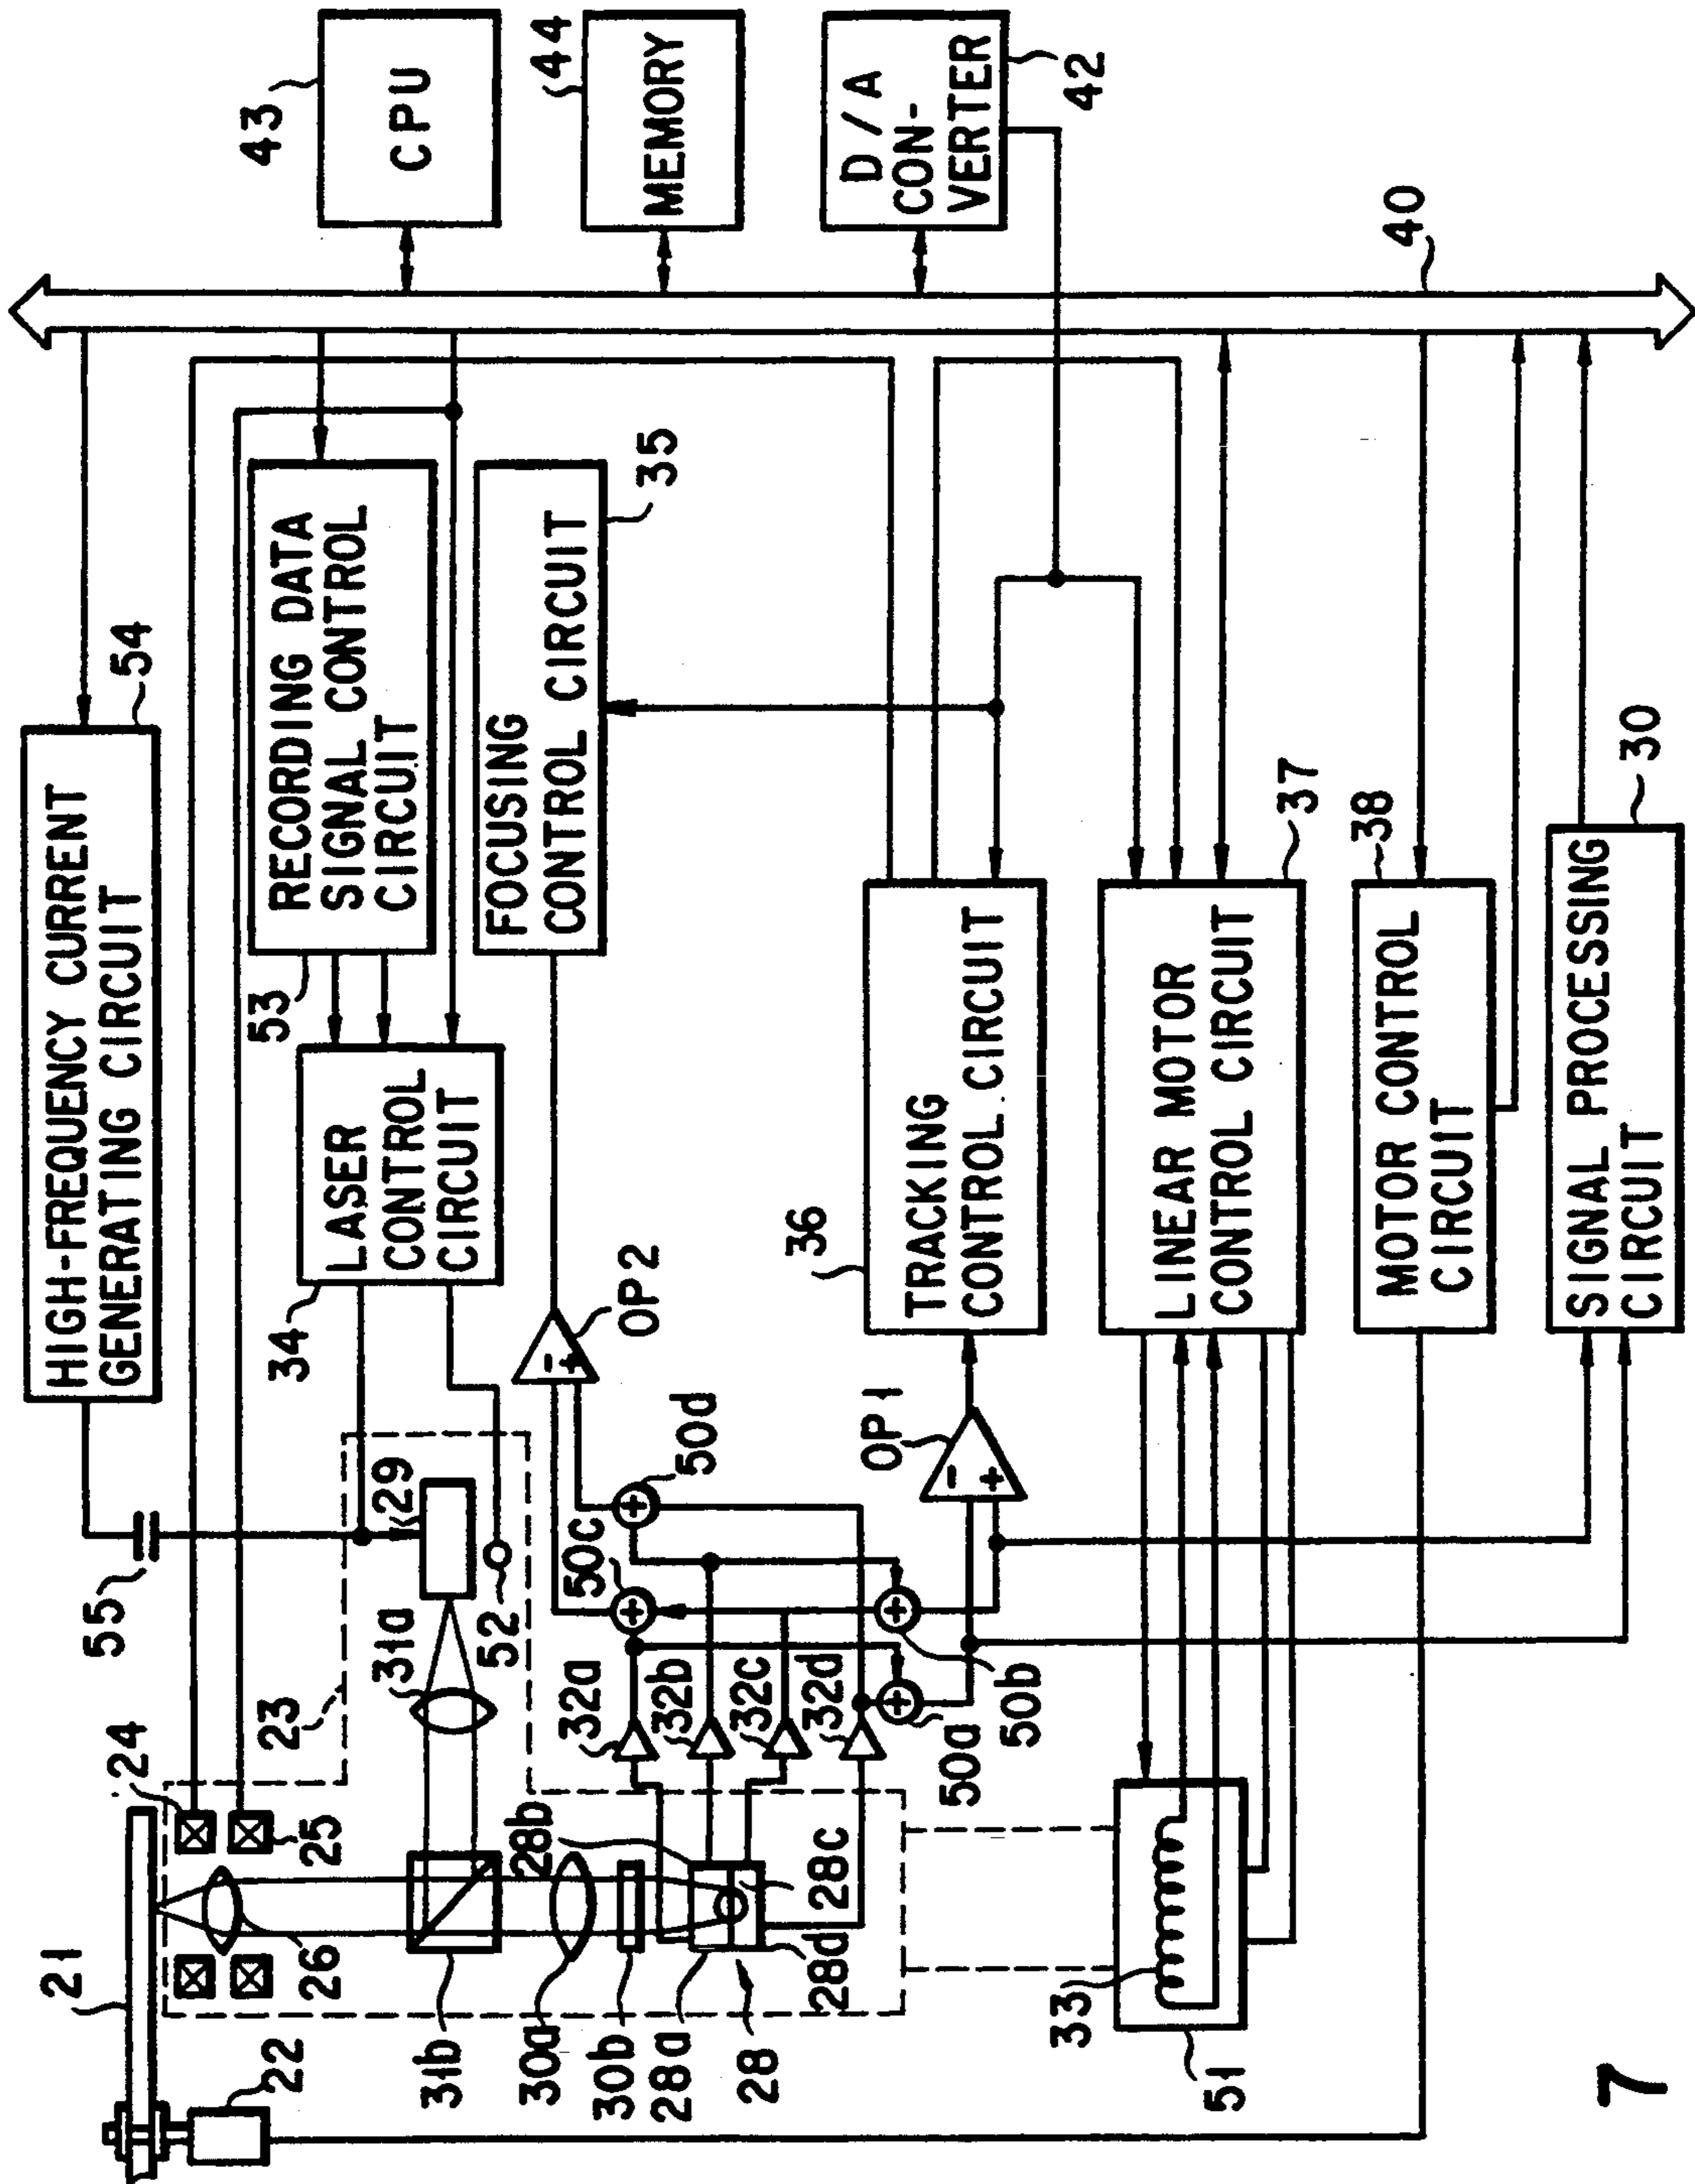 43
CPU
44
MEMORY
D/A
CON-
VERTER
42
40
HIGH-FREQUENCY CURRENT
GENERATING CIRCUIT
54
RECORDING DATA
SIGNAL CONTROL
CIRCUIT
53
FOCUSING
CONTROL CIRCUIT
35
LASER
CONTROL
CIRCUIT
34
TRACKING
CONTROL CIRCUIT
36
LINEAR MOTOR
CONTROL CIRCUIT
37
MOTOR CONTROL
CIRCUIT
38
SIGNAL PROCESSING
CIRCUIT
30
OP2
-
+
OP1
-
+
55
29
50c
50d
52
31a
23
24
25
21
22
26
31b
30a
30b
28a
28b
28c
28d
28
32a
32b
32c
32d
50a
50b
+
+
+
+
33
51
7